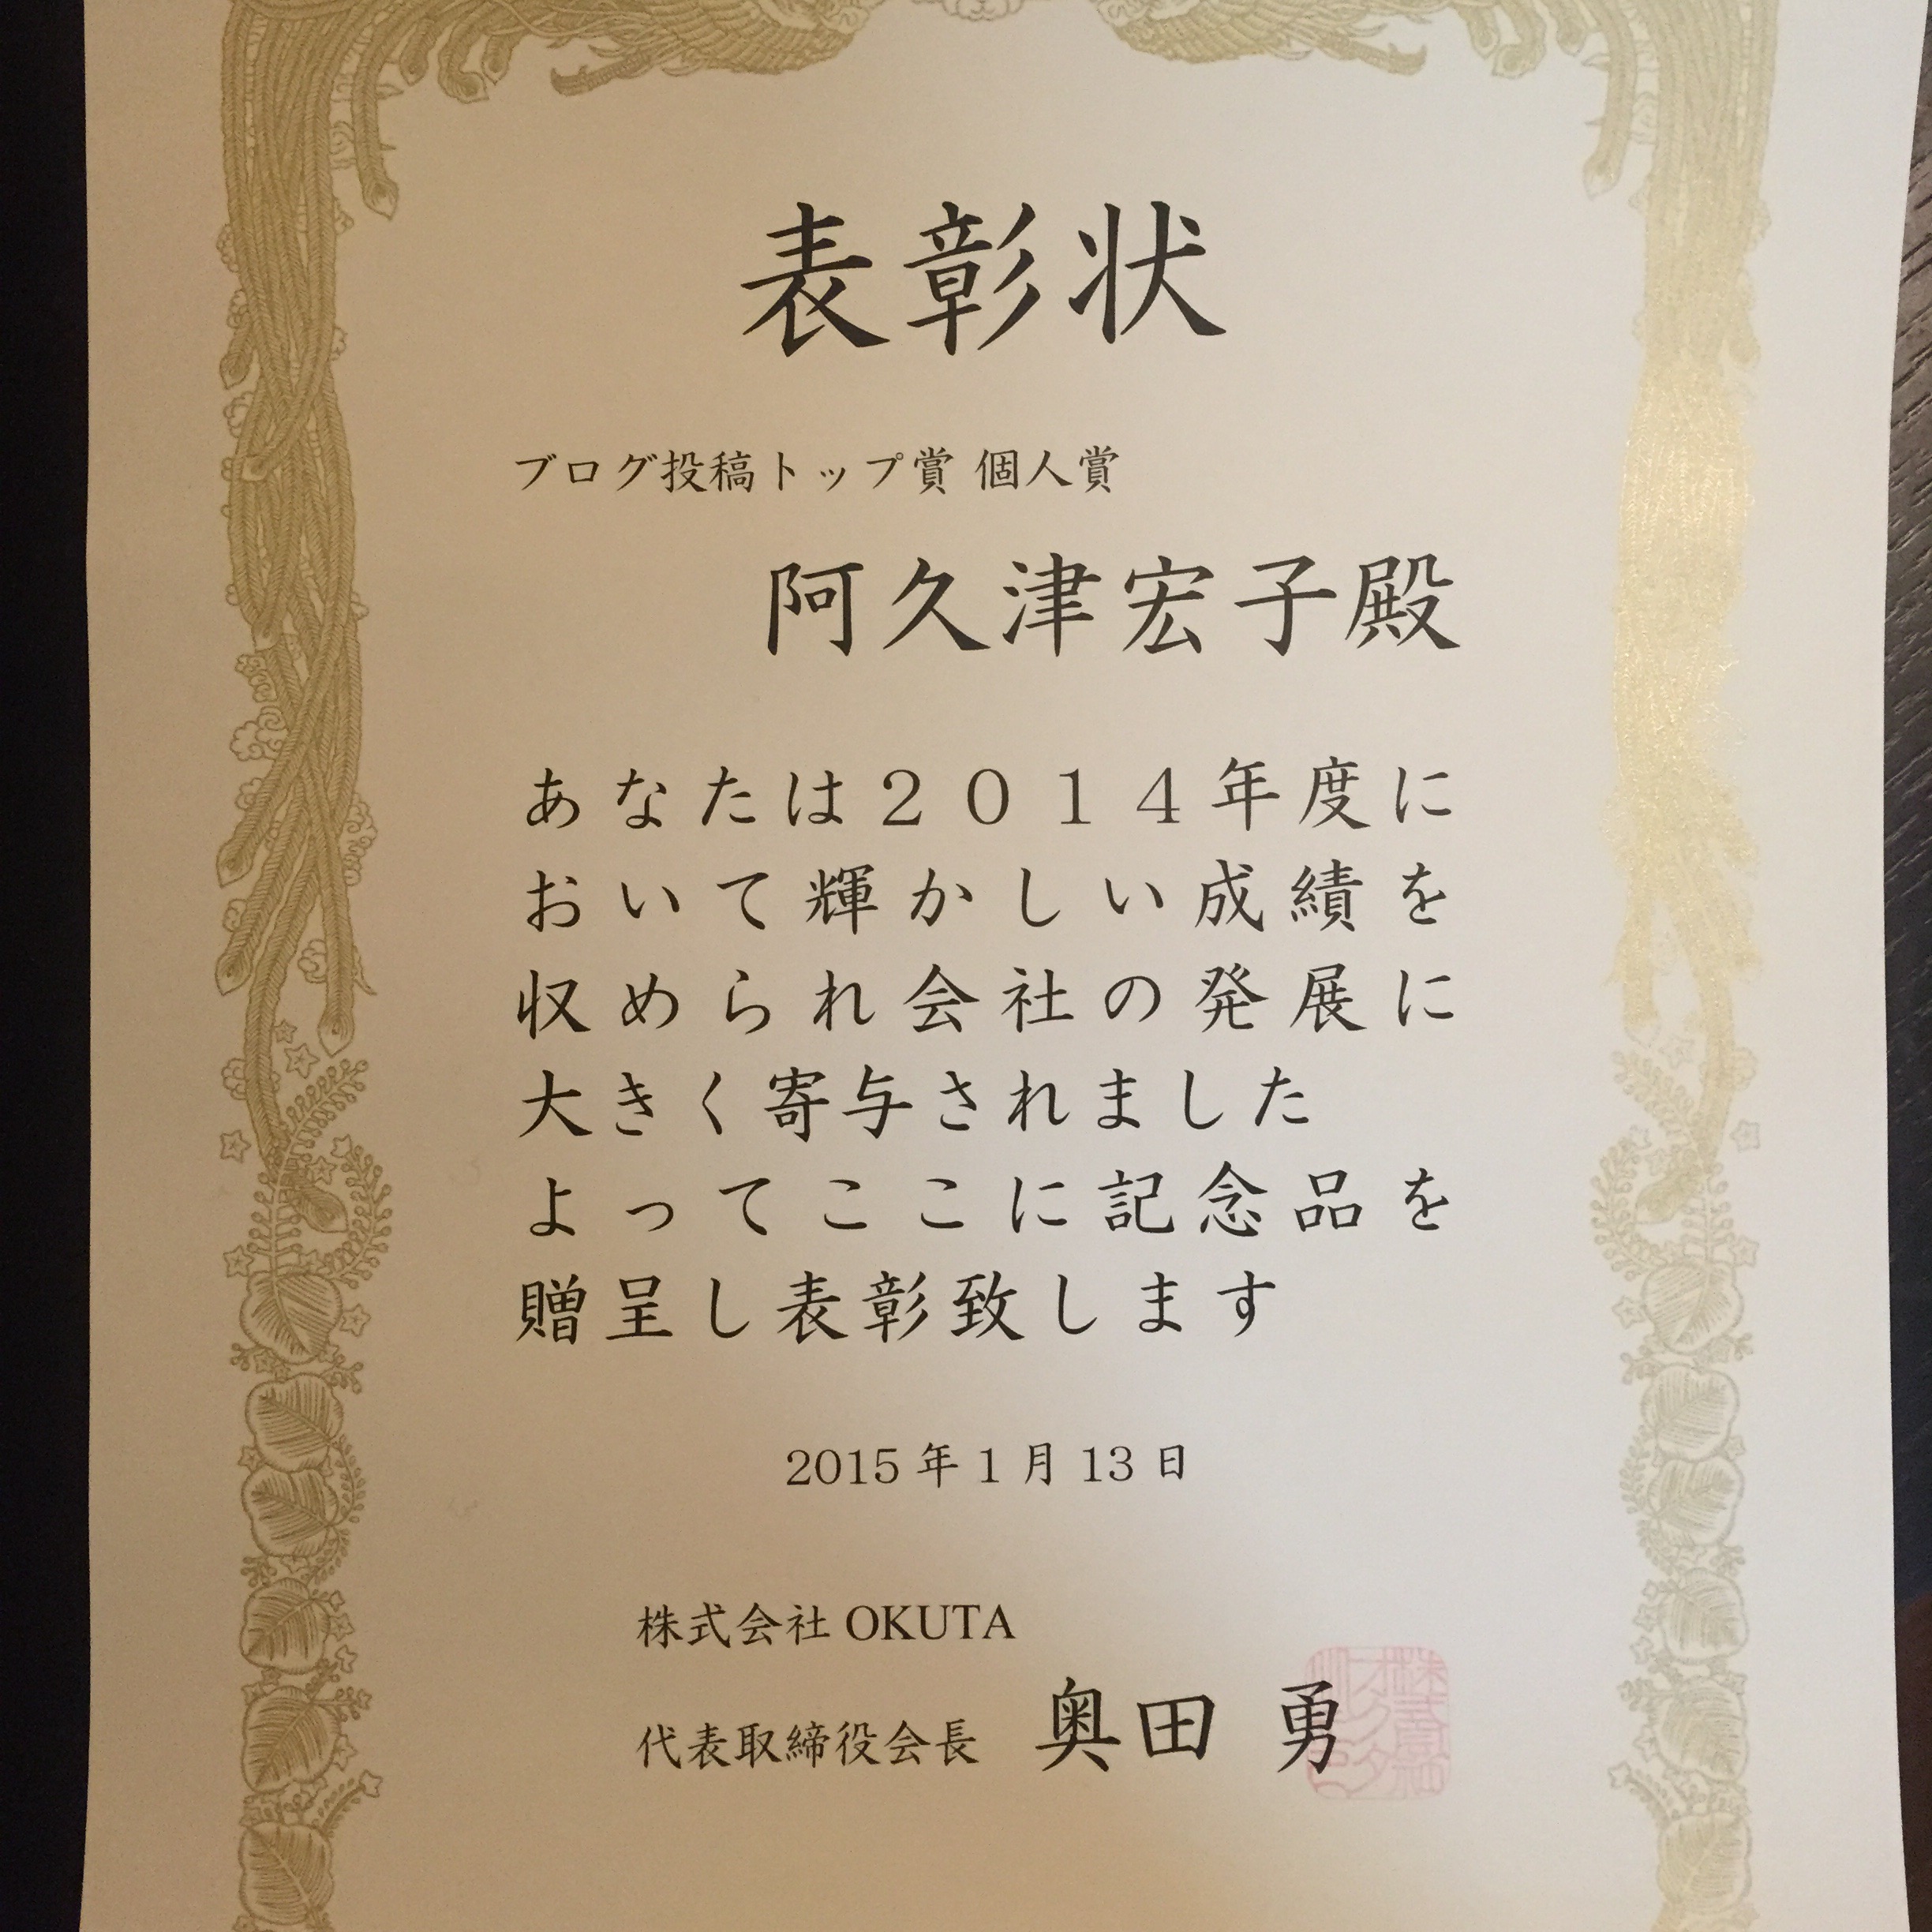 表彰状
ブログ投稿トップ賞 個人賞
阿久津宏子殿
あなたは２０１４年度に
おいて輝かしい成績を
収められ会社の発展に
大きく寄与されました
よってここに記念品を
贈呈し表彰致します
2015年1月13日
株式会社 OKUTA
代表取締役会長 奥田 勇